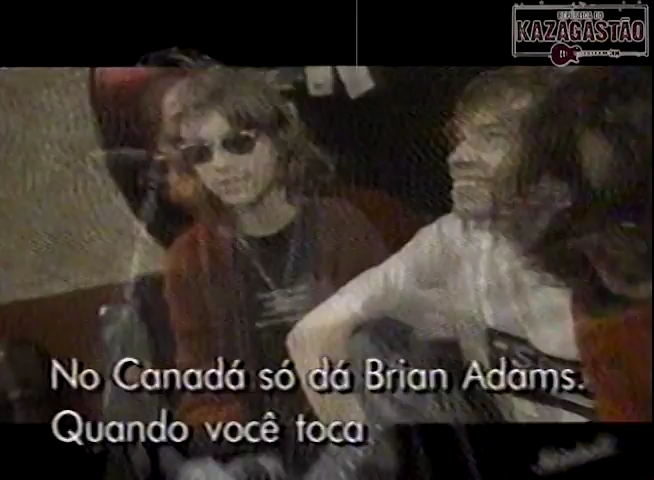 REPÚBLICA DO
KAZAGASTÃO
No Canadá só dá Brian Adams.
Quando você toca